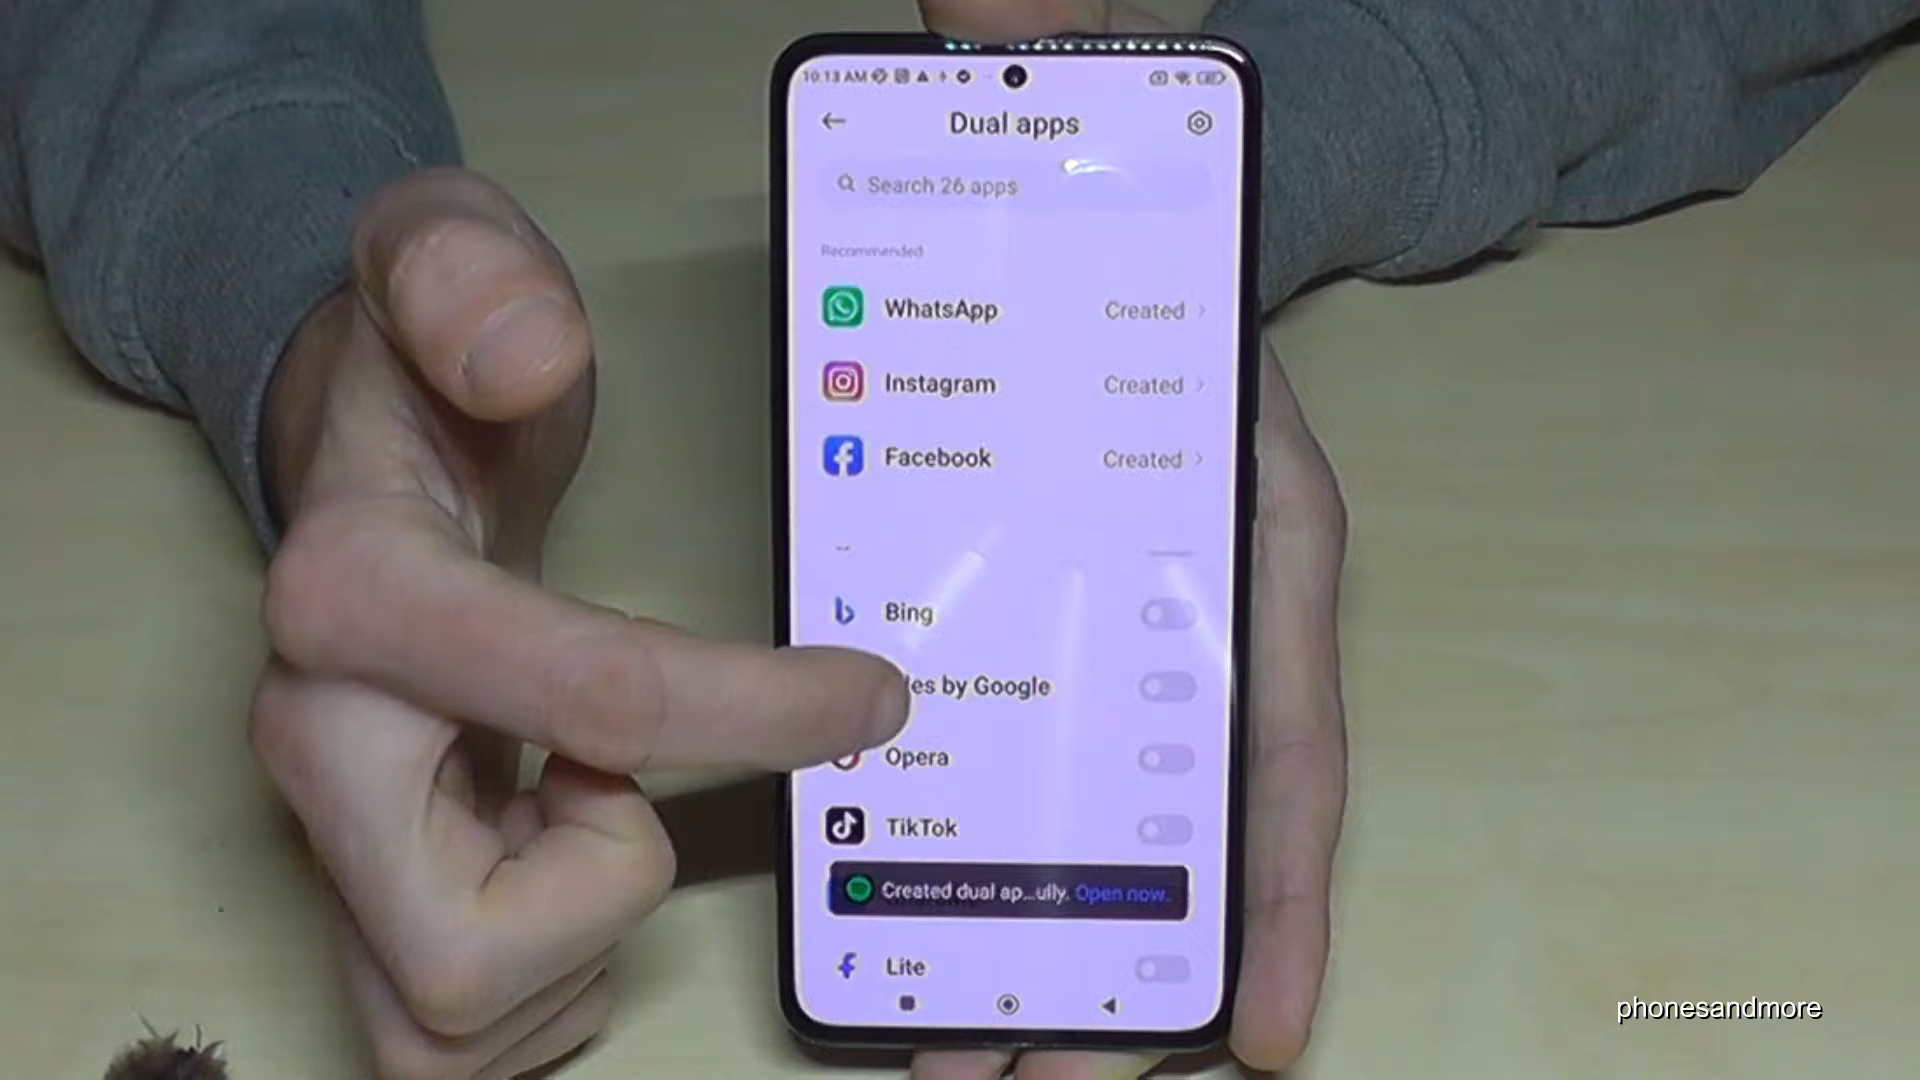 10:13 AM
Dual apps
Search 26 apps
Recommended
WhatsApp Created
Instagram Created
Facebook Created
Bing
les by Google
Opera
TikTok
Created dual ap...ully. Open now.
Lite
phonesandmore